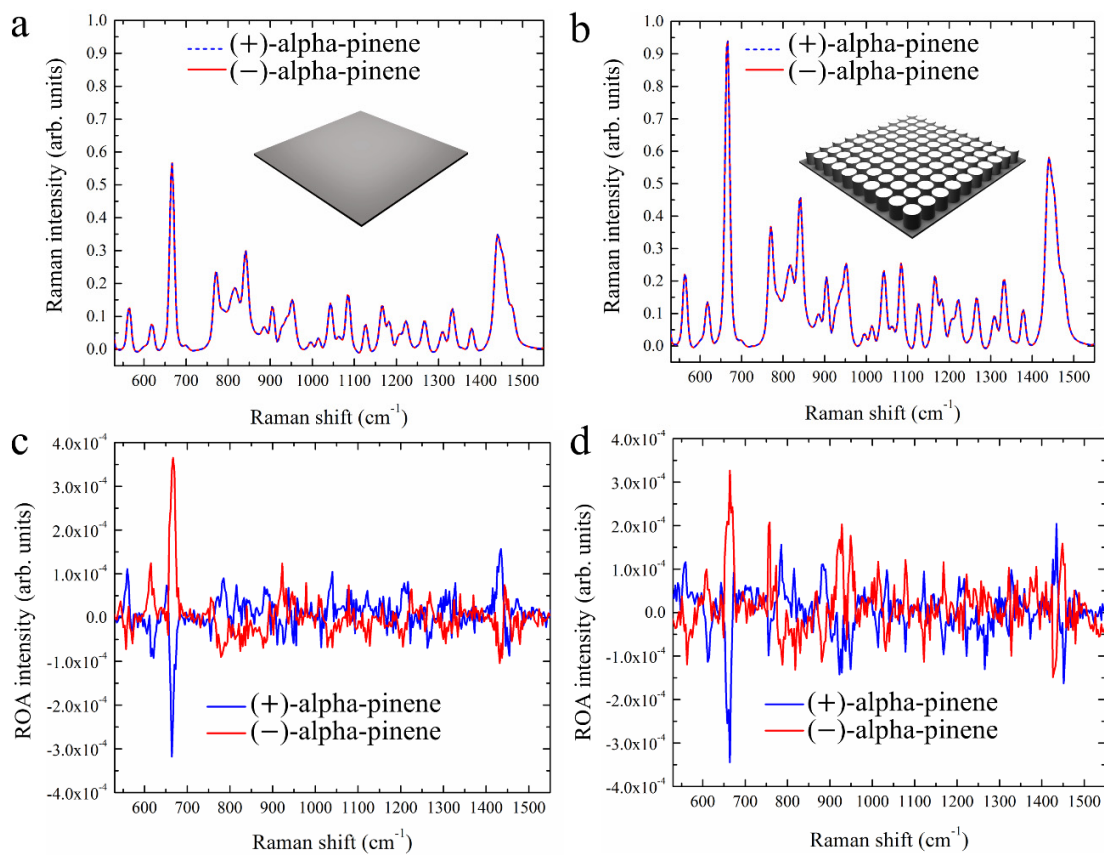 a
(+)-alpha-pinene
(−)-alpha-pinene
Raman intensity (arb. units)
1.0
0.9
0.8
0.7
0.6
0.5
0.4
0.3
0.2
0.1
0.0
600 700 800 900 1000 1100 1200 1300 1400 1500
Raman shift (cm⁻¹)
b
(+)-alpha-pinene
(−)-alpha-pinene
Raman intensity (arb. units)
1.0
0.9
0.8
0.7
0.6
0.5
0.4
0.3
0.2
0.1
0.0
600 700 800 900 1000 1100 1200 1300 1400 1500
Raman shift (cm⁻¹)
c
ROA intensity (arb. units)
4.0x10⁻⁴
3.0x10⁻⁴
2.0x10⁻⁴
1.0x10⁻⁴
0.0
-1.0x10⁻⁴
-2.0x10⁻⁴
-3.0x10⁻⁴
-4.0x10⁻⁴
(+)-alpha-pinene
(−)-alpha-pinene
600 700 800 900 1000 1100 1200 1300 1400 1500
Raman shift (cm⁻¹)
d
ROA intensity (arb. units)
4.0x10⁻⁴
3.0x10⁻⁴
2.0x10⁻⁴
1.0x10⁻⁴
0.0
-1.0x10⁻⁴
-2.0x10⁻⁴
-3.0x10⁻⁴
-4.0x10⁻⁴
(+)-alpha-pinene
(−)-alpha-pinene
600 700 800 900 1000 1100 1200 1300 1400 1500
Raman shift (cm⁻¹)